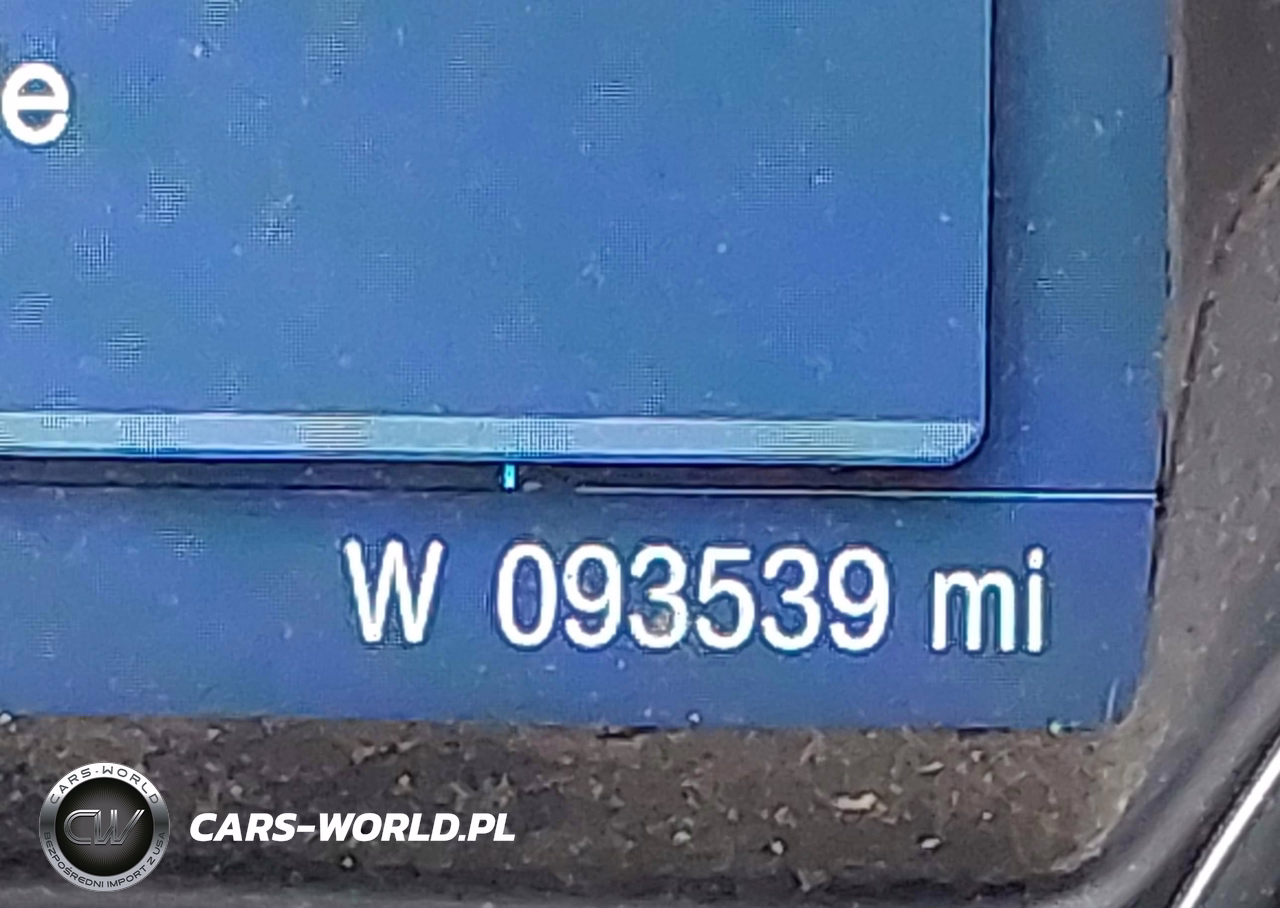 e
W 093539 mi
CARS-WORLD
CW
BEZPOŚREDNI IMPORT Z USA
CARS-WORLD.PL